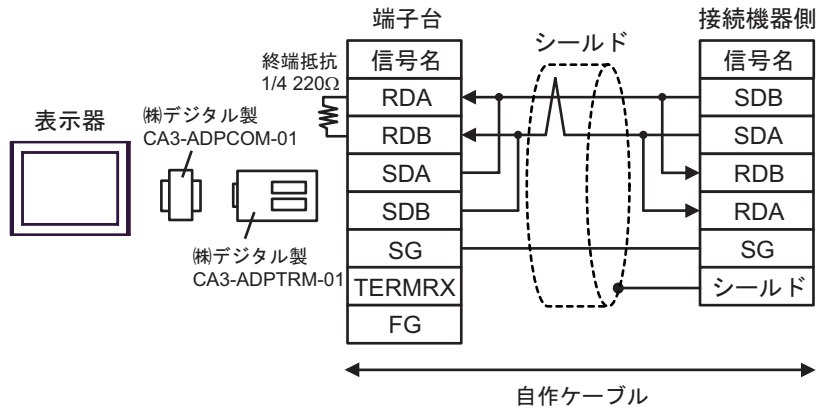 端子台
接続機器側
シールド
終端抵抗
1/4 220Ω
表示器
㈱デジタル製
CA3-ADPCOM-01
㈱デジタル製
CA3-ADPTRM-01
信号名
RDA
RDB
SDA
SDB
SG
TERMRX
FG
信号名
SDB
SDA
RDB
RDA
SG
シールド
自作ケーブル